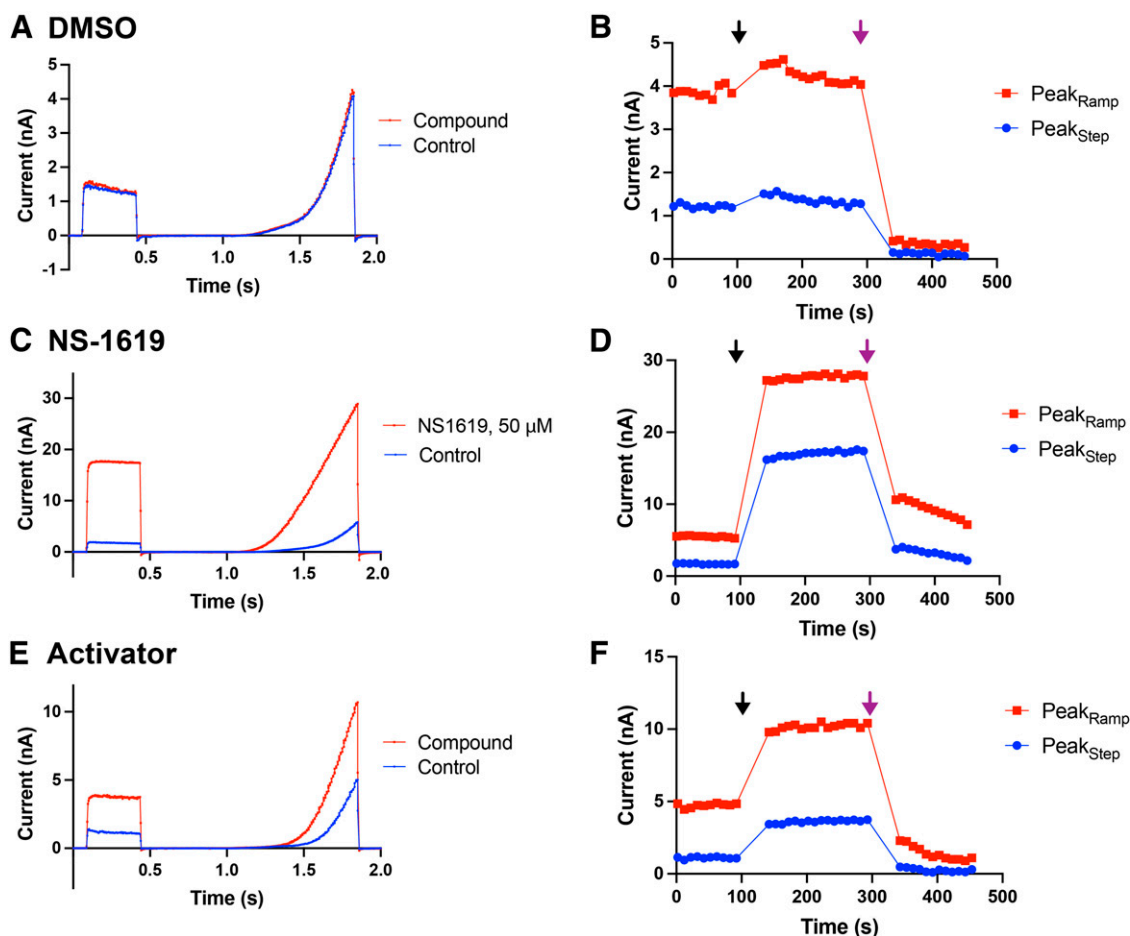 A DMSO
5
4
3
2
1
0
-1
Current (nA)
0.5
1.0
1.5
2.0
Time (s)
Compound
Control
B
5
4
3
2
1
0
Current (nA)
0
100
200
300
400
500
Time (s)
PeakRamp
PeakStep
C NS-1619
30
20
10
0
Current (nA)
0.5
1.0
1.5
2.0
Time (s)
NS1619, 50 μM
Control
D
30
20
10
0
Current (nA)
0
100
200
300
400
500
Time (s)
PeakRamp
PeakStep
E Activator
10
5
0
Current (nA)
0.5
1.0
1.5
2.0
Time (s)
Compound
Control
F
15
10
5
0
Current (nA)
0
100
200
300
400
500
Time (s)
PeakRamp
PeakStep